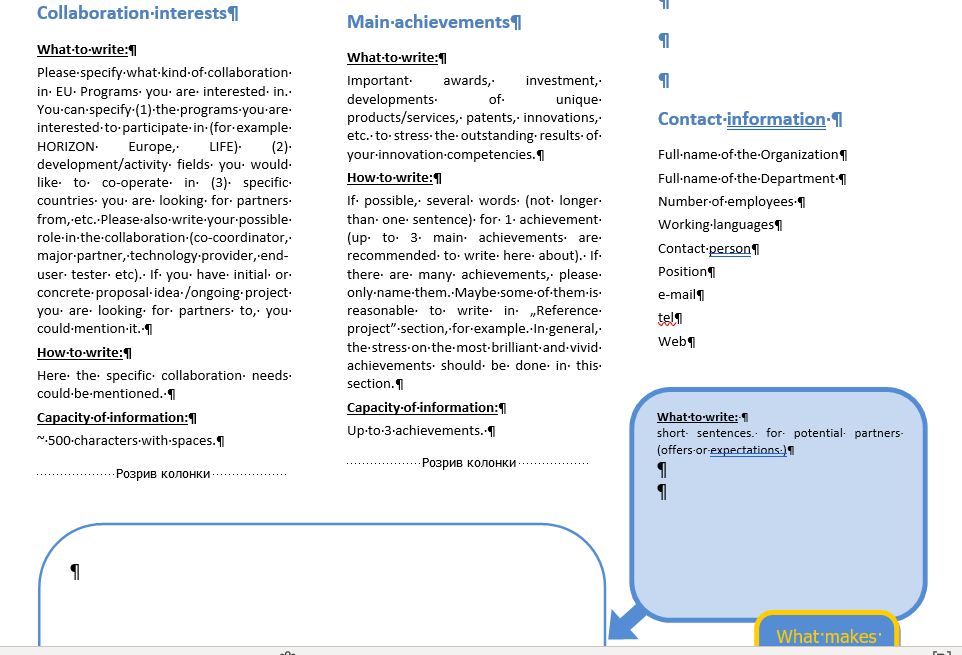 Collaboration interests¶
What to write:¶
Please specify what kind of collaboration
in EU Programs you are interested in.
You can specify (1) the programs you are
interested to participate in (for example
HORIZON Europe, LIFE) (2)
development/activity fields you would
like to co-operate in (3) specific
countries you are looking for partners
from, etc. Please also write your possible
role in the collaboration (co-coordinator,
major partner, technology provider, end-
user tester etc). If you have initial or
concrete proposal idea /ongoing project
you are looking for partners to, you
could mention it. ¶
How to write:¶
Here the specific collaboration needs
could be mentioned. ¶
Capacity of information:¶
~ 500 characters with spaces.¶
Розрив колонки
Main achievements¶
What to write:¶
Important awards, investment,
developments of unique
products/services, patents, innovations,
etc. to stress the outstanding results of
your innovation competencies.¶
How to write:¶
If possible, several words (not longer
than one sentence) for 1 achievement
(up to 3 main achievements are
recommended to write here about). If
there are many achievements, please
only name them. Maybe some of them is
reasonable to write in „Reference
project” section, for example. In general,
the stress on the most brilliant and vivid
achievements should be done in this
section.¶
Capacity of information:¶
Up to 3 achievements. ¶
Розрив колонки
¶
¶
¶
Contact information ¶
Full name of the Organization¶
Full name of the Department ¶
Number of employees ¶
Working languages¶
Contact person¶
Position¶
e-mail¶
tel¶
Web¶
What to write: ¶
short sentences. for potential partners
(offers or expectations )¶
¶
¶
¶
What makes